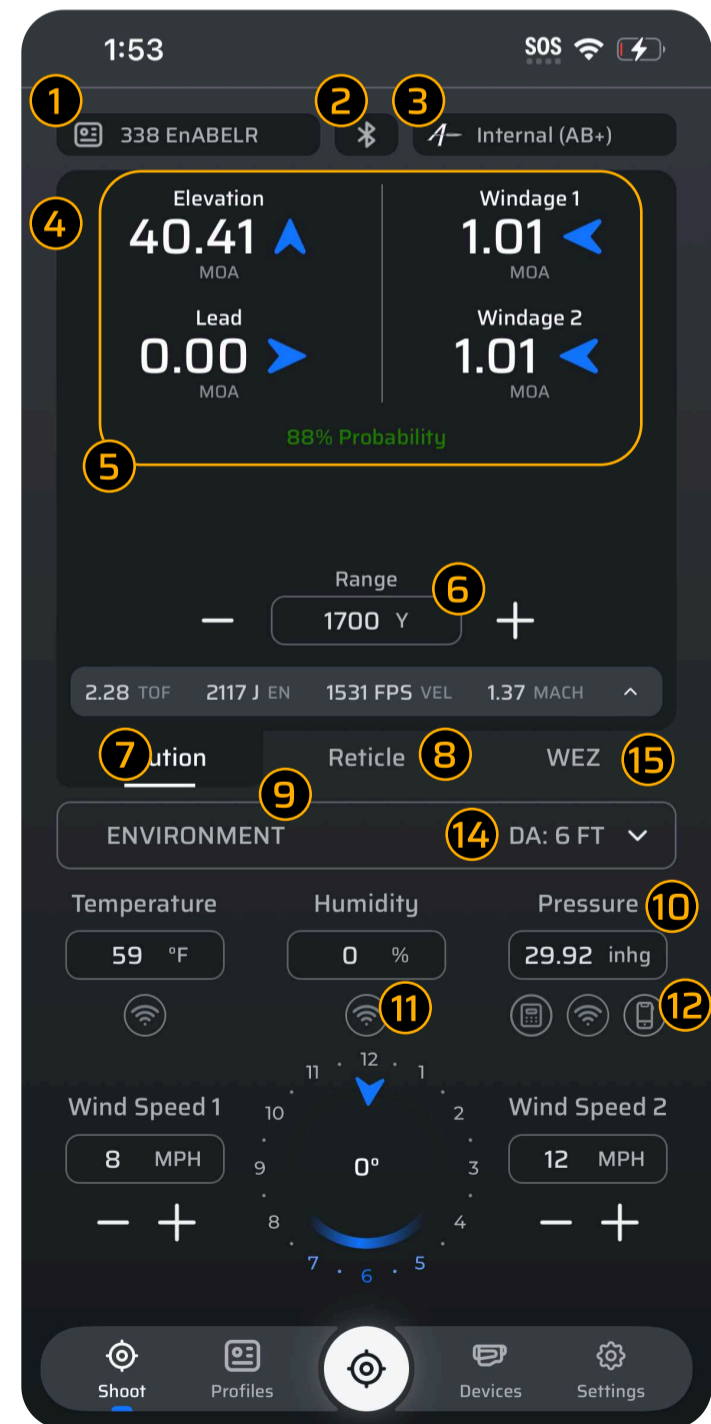 1:53 SOS
1 2 3
338 EnABELR A Internal (AB+)
4
Elevation Windage 1
40.41 1.01
MOA MOA
Lead Windage 2
0.00 1.01
MOA MOA
88% Probability
5
Range 6
− 1700 Y +
2.28 TOF 2117 J EN 1531 FPS VEL 1.37 MACH
7 ution Reticle 8 WEZ 15
9
ENVIRONMENT 14 DA: 6 FT
Temperature Humidity Pressure 10
59 °F 0 % 29.92 inhg
11 12
11 12 1
Wind Speed 1 10 2 Wind Speed 2
8 MPH 9 0° 3 12 MPH
− + 8 4 − +
7 6 5
Shoot Profiles Devices Settings